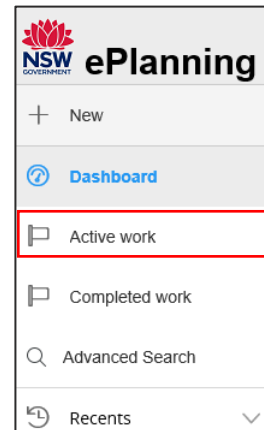 NSW
GOVERNMENT
ePlanning
New
Dashboard
Active work
Completed work
Advanced Search
Recents